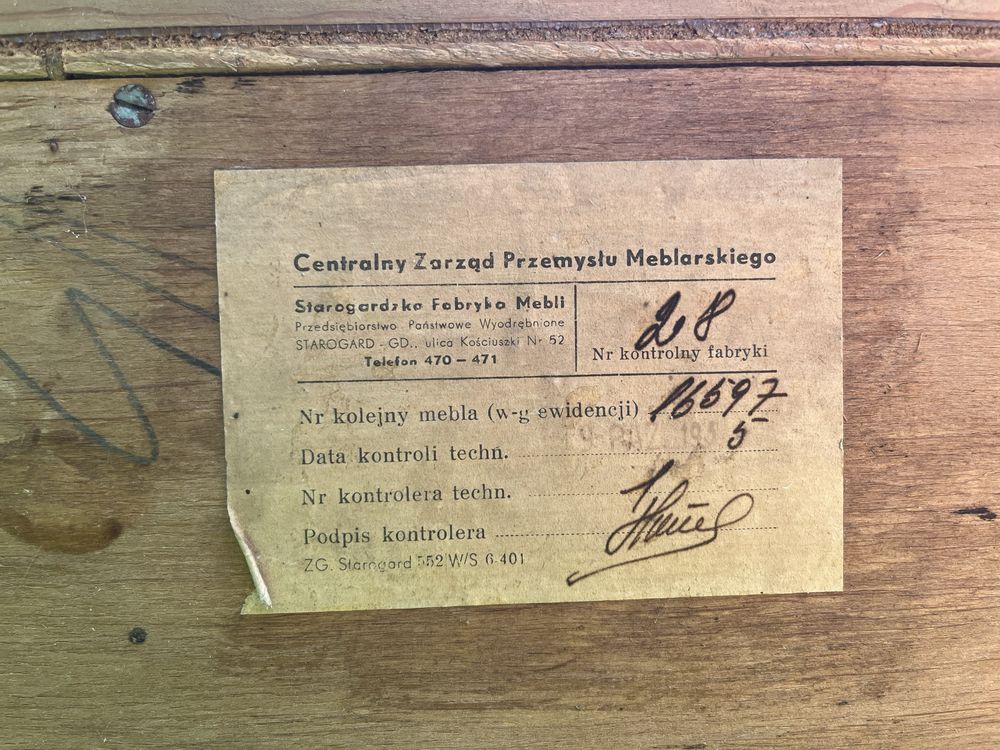 Centralny Zarząd Przemysłu Meblarskiego
Starogardzka Fabryka Mebli
Przedsiębiorstwo Państwowe Wyodrębnione
STAROGARD - GD., ulica Kościuszki Nr 52
Telefon 470 – 471
208
Nr kontrolny fabryki
Nr kolejny mebla (w-g ewidencji) 16597
Data kontroli techn. 5
Nr kontrolera techn. 1
Podpis kontrolera
ZG. Starogard 552 W/S 6-401